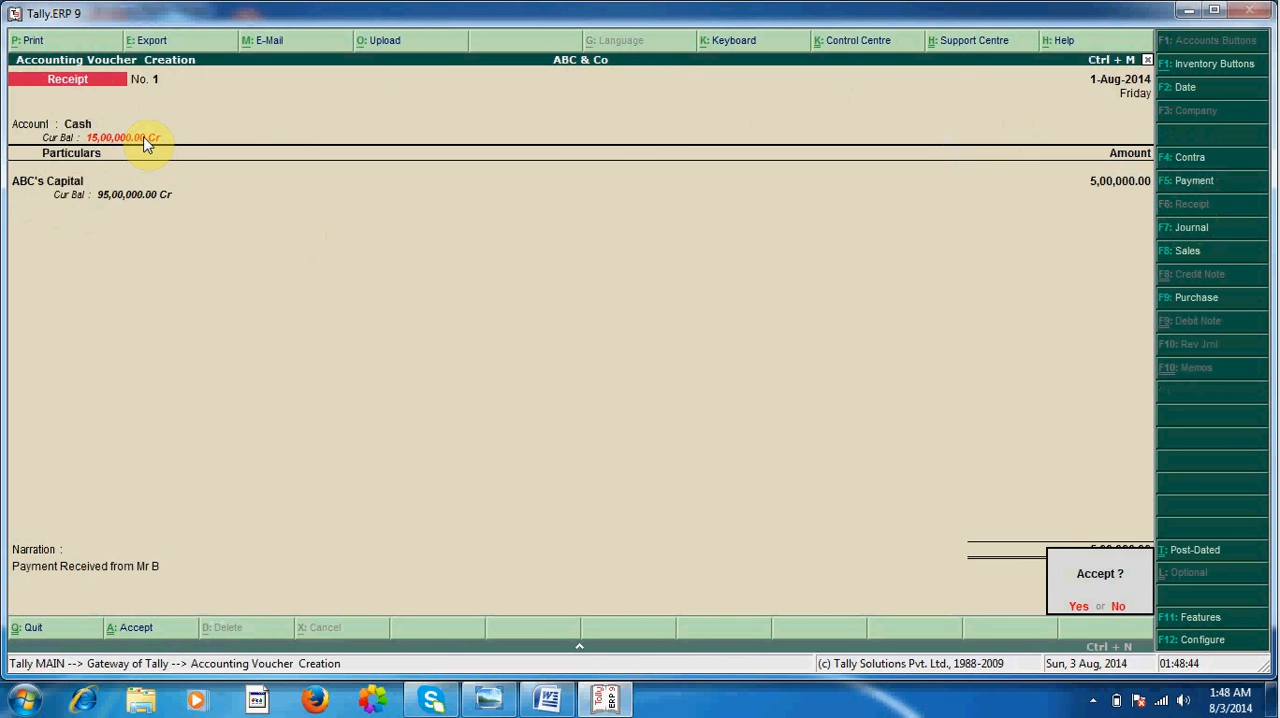 Tally.ERP 9
P: Print E: Export M: E-Mail O: Upload G: Language K: Keyboard K: Control Centre H: Support Centre H: Help
Accounting Voucher Creation ABC & Co Ctrl + M
Receipt No. 1 1-Aug-2014
Friday
Account : Cash
Cur Bal : 15,00,000.00 Cr
Particulars Amount
ABC's Capital 5,00,000.00
Cur Bal : 95,00,000.00 Cr
Narration :
Payment Received from Mr B
Accept ?
Yes or No
F1: Accounts Buttons
F1: Inventory Buttons
F2: Date
F3: Company
F4: Contra
F5: Payment
F6: Receipt
F7: Journal
F8: Sales
F8: Credit Note
F9: Purchase
F9: Debit Note
F10: Rev Jrnl
F10: Memos
T: Post-Dated
L: Optional
F11: Features
F12: Configure
Q: Quit A: Accept D: Delete X: Cancel
Ctrl + N
Tally MAIN --> Gateway of Tally --> Accounting Voucher Creation (c) Tally Solutions Pvt. Ltd., 1988-2009 Sun, 3 Aug, 2014 01:48:44
1:48 AM
8/3/2014